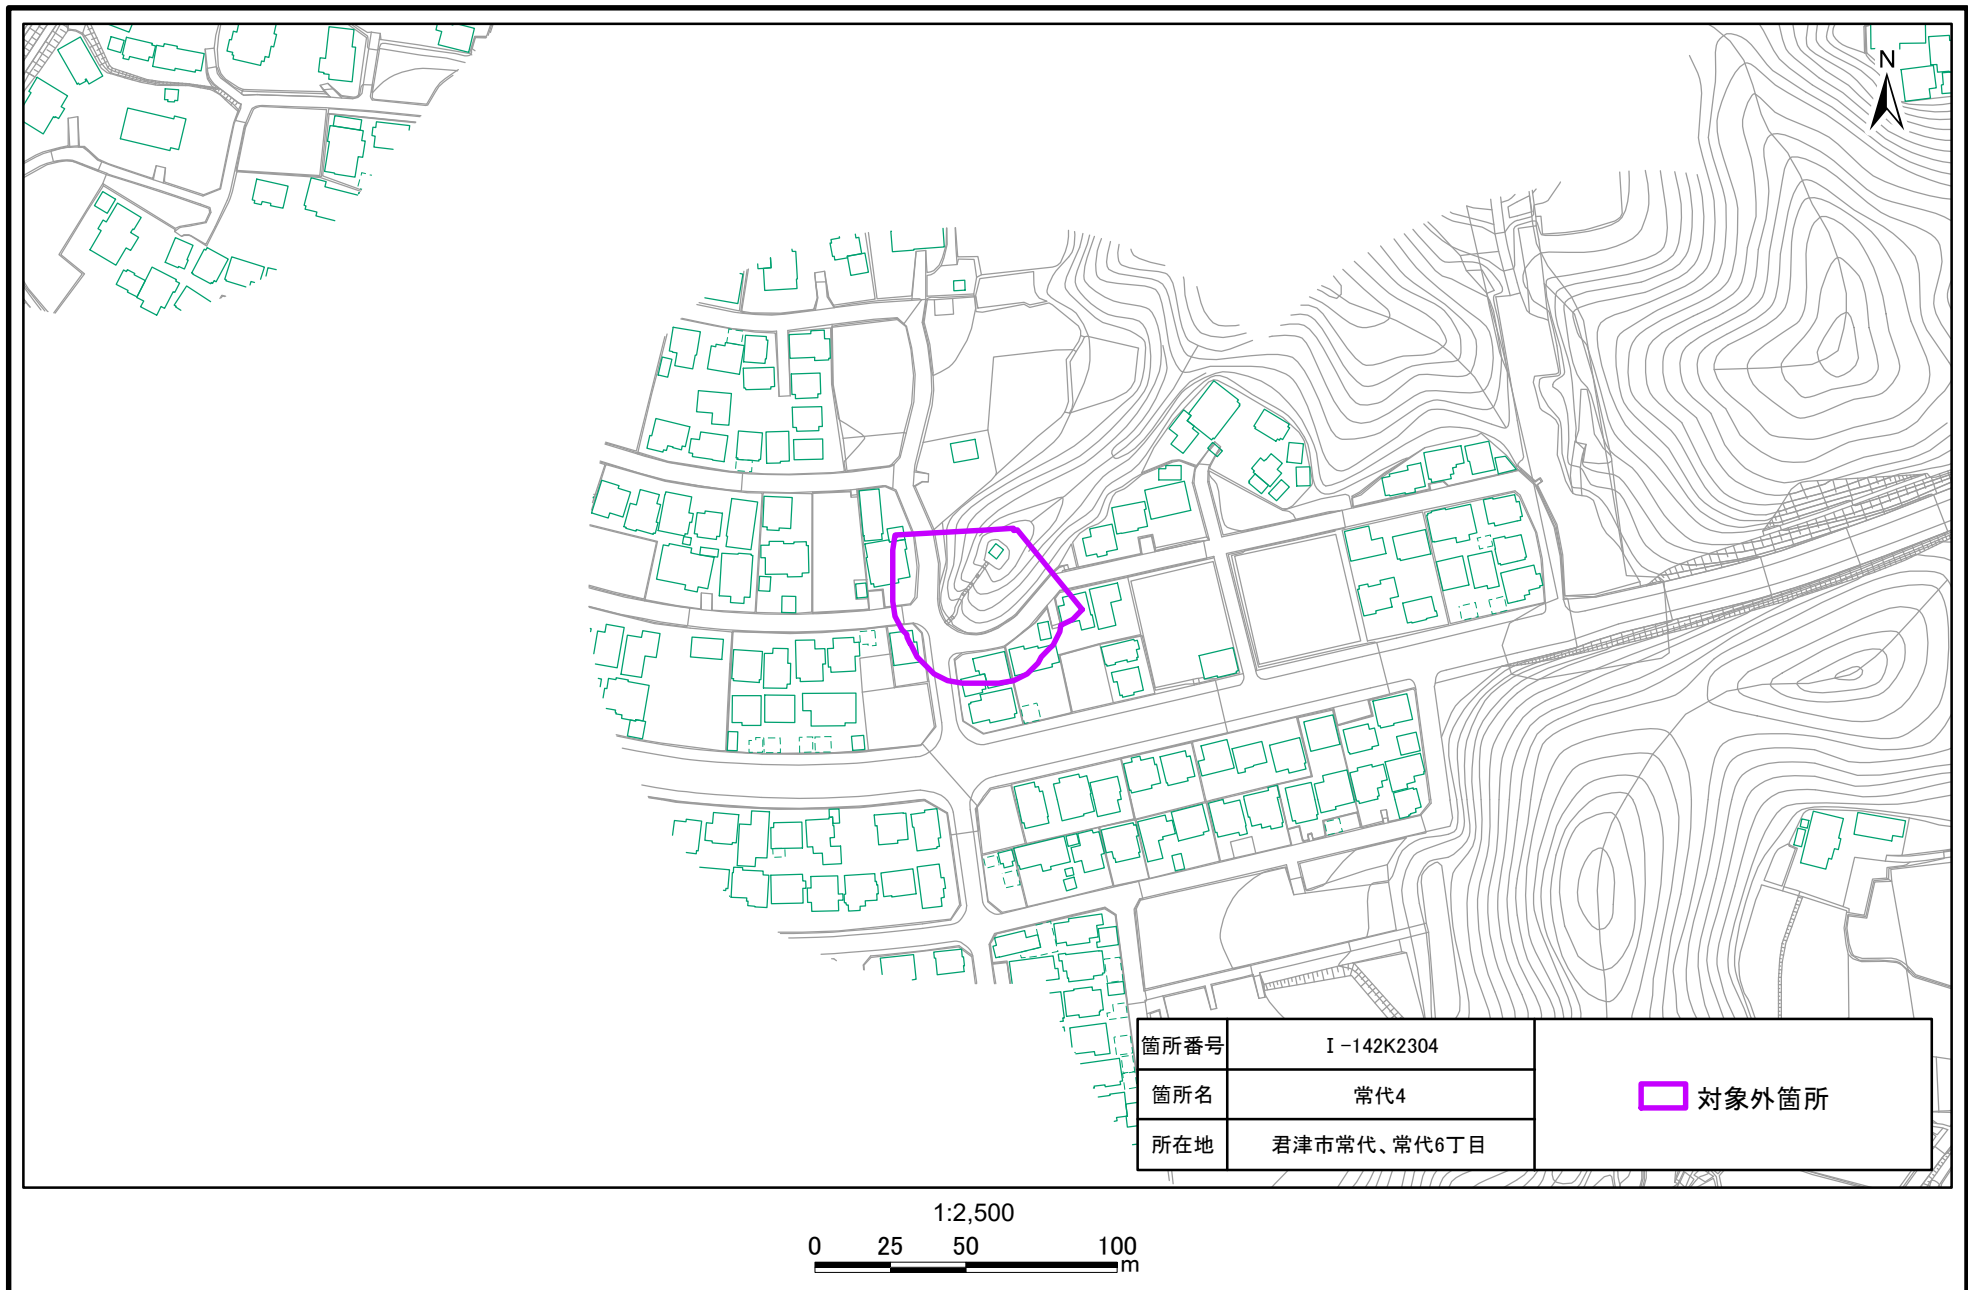 N
箇所番号 Ⅰ-142K2304
箇所名 常代4
対象外箇所
所在地 君津市常代、常代6丁目
1:2,500
0 25 50 100
m